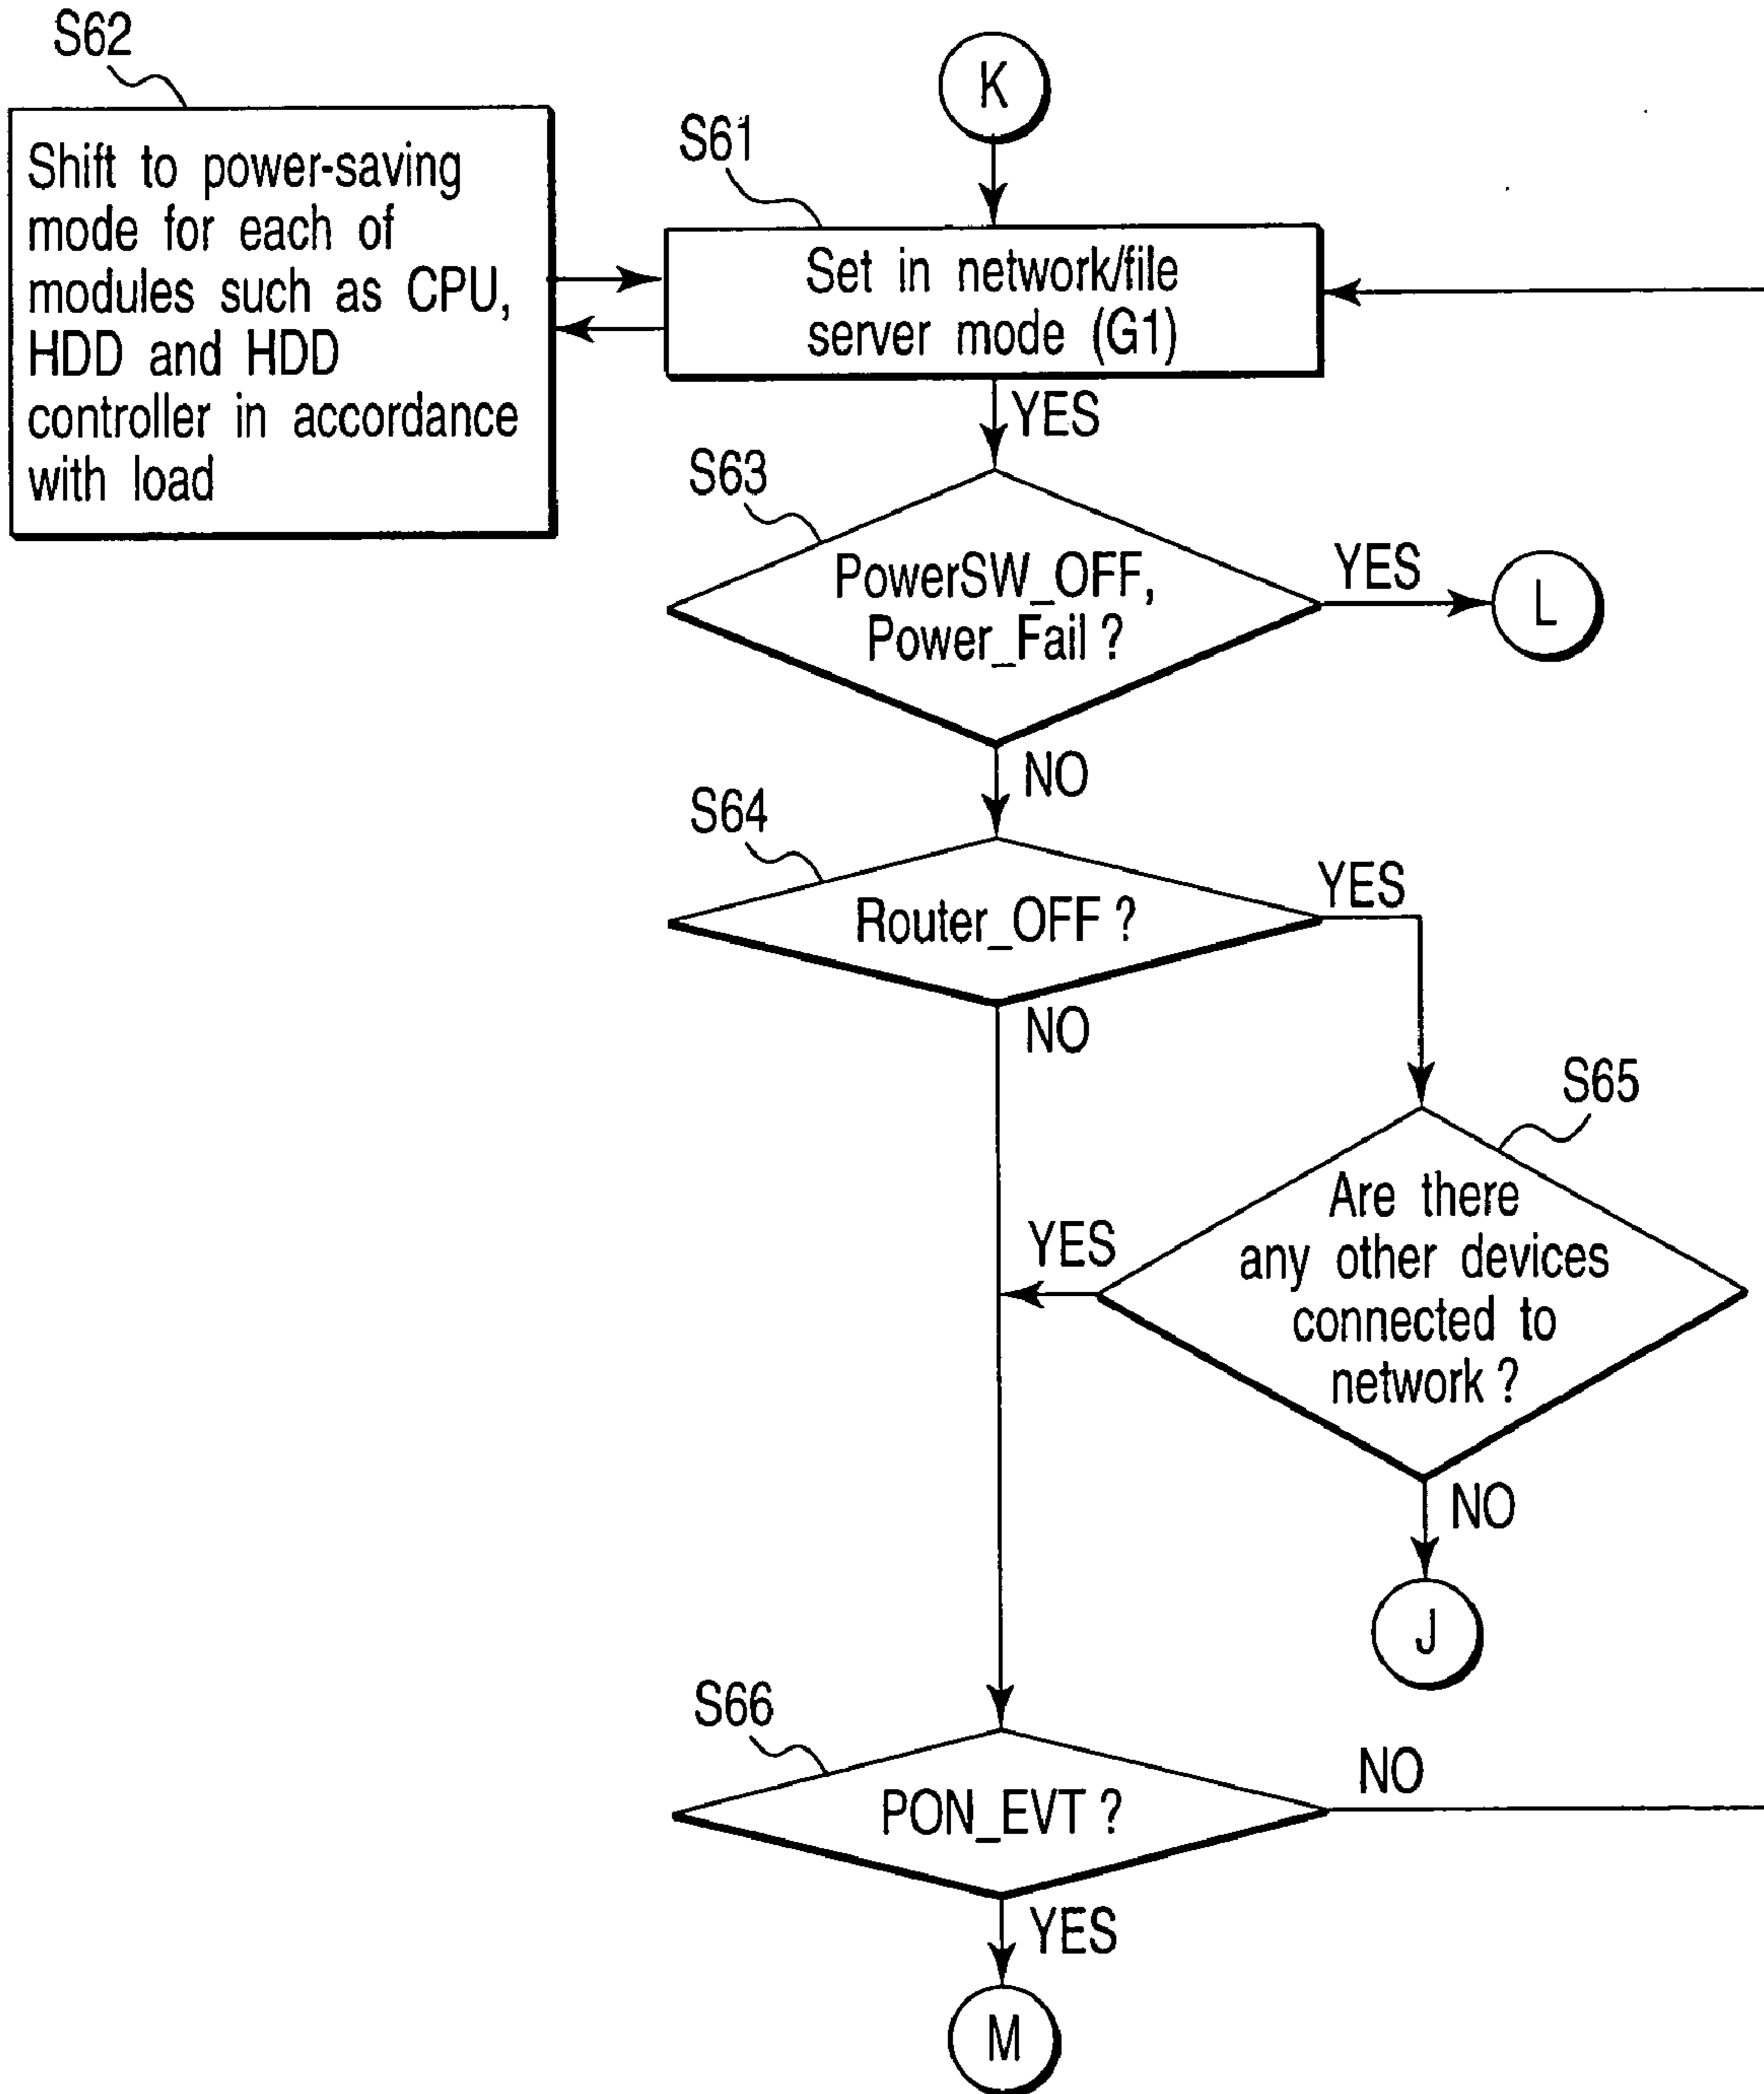 S62
Shift to power-saving
mode for each of
modules such as CPU,
HDD and HDD
controller in accordance
with load
K
S61
Set in network/file
server mode (G1)
YES
S63
PowerSW_OFF,
Power_Fail ?
YES
L
NO
S64
Router_OFF ?
YES
NO
S65
Are there
any other devices
connected to
network ?
YES
NO
J
S66
PON_EVT ?
NO
YES
M